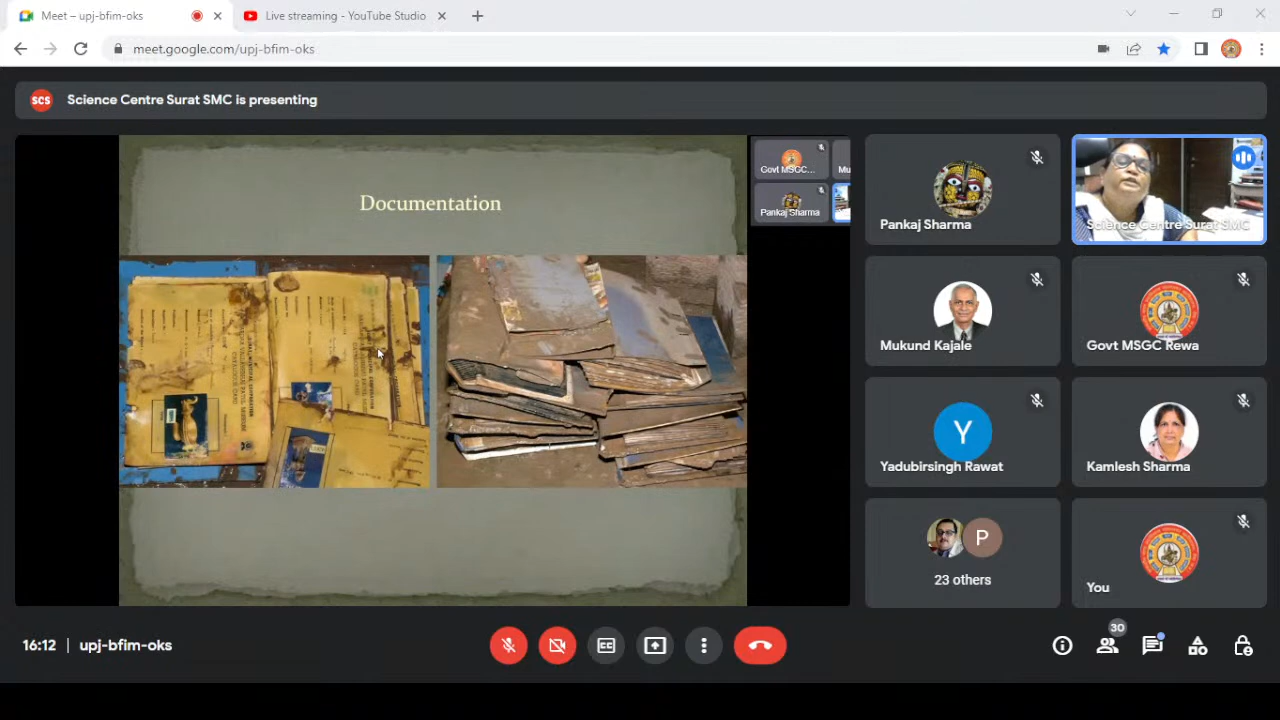 Meet – upj-bfim-oks
Live streaming - YouTube Studio
meet.google.com/upj-bfim-oks
SCS
Science Centre Surat SMC is presenting
Documentation
Govt MSGC...
Mu
Pankaj Sharma
Pankaj Sharma
Science Centre Surat SMC
Mukund Kajale
Govt MSGC Rewa
Y
Yadubirsingh Rawat
Kamlesh Sharma
P
23 others
You
16:12
upj-bfim-oks
CC
30